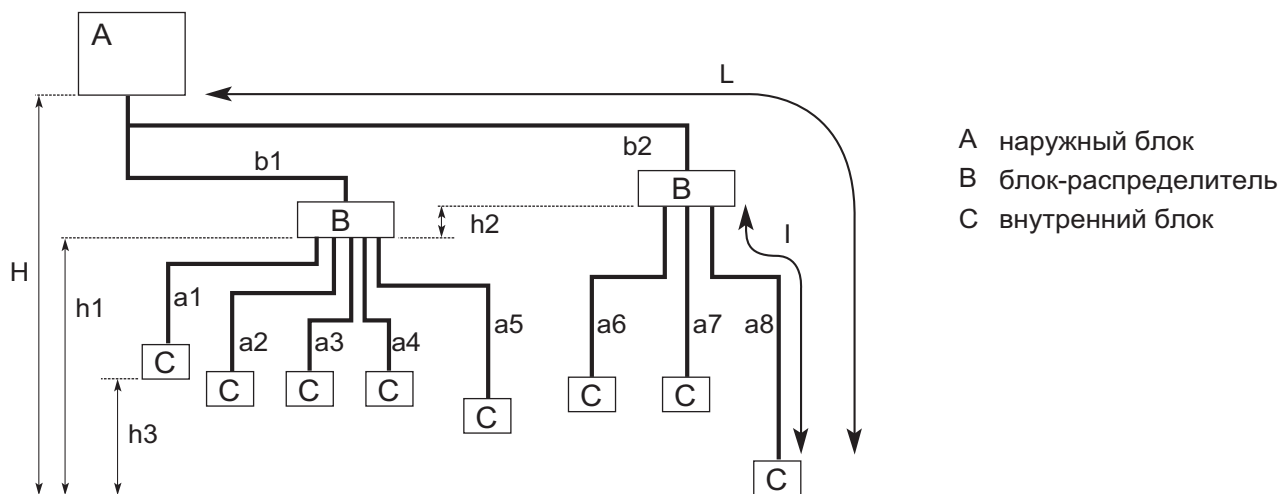 A
L
A наружный блок
b2
b1
B
B блок-распределитель
B
C внутренний блок
h2
l
H
h1
a1
a5
a6
a7
a8
a2
a3
a4
C
C
C
C
C
C
C
h3
C